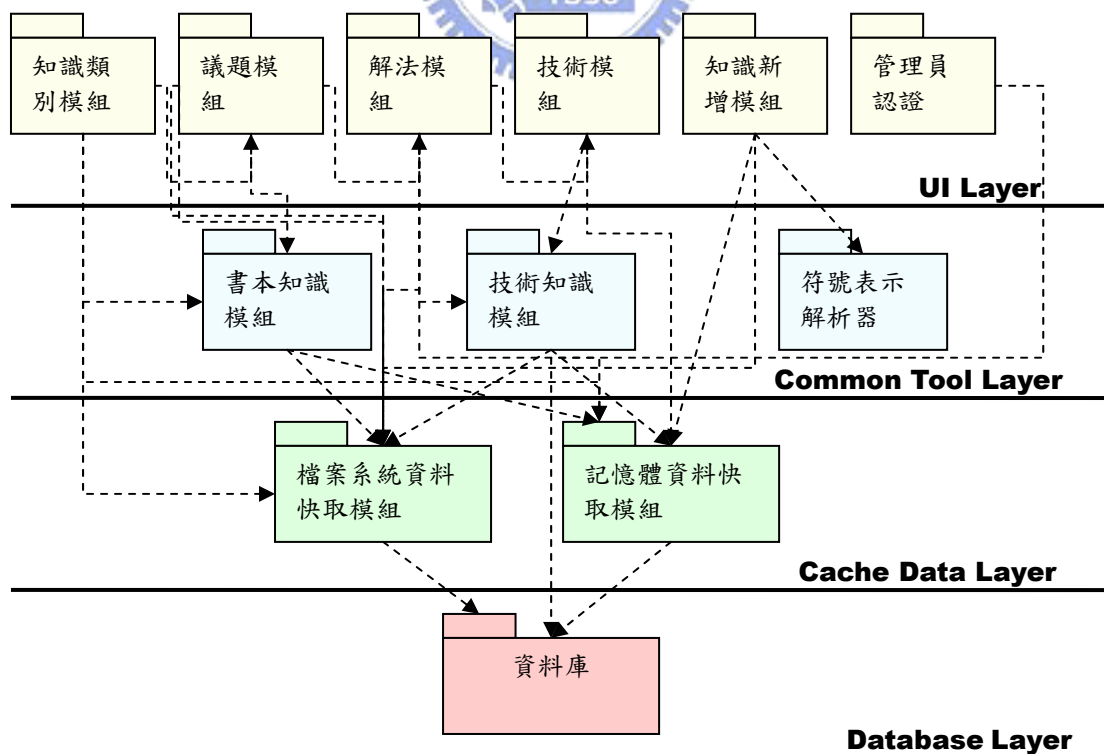 知識類
別模組
議題模
組
解法模
組
技術模
組
知識新
增模組
管理員
認證
UI Layer
書本知識
模組
技術知識
模組
符號表示
解析器
Common Tool Layer
檔案系統資料
快取模組
記憶體資料快
取模組
Cache Data Layer
資料庫
Database Layer